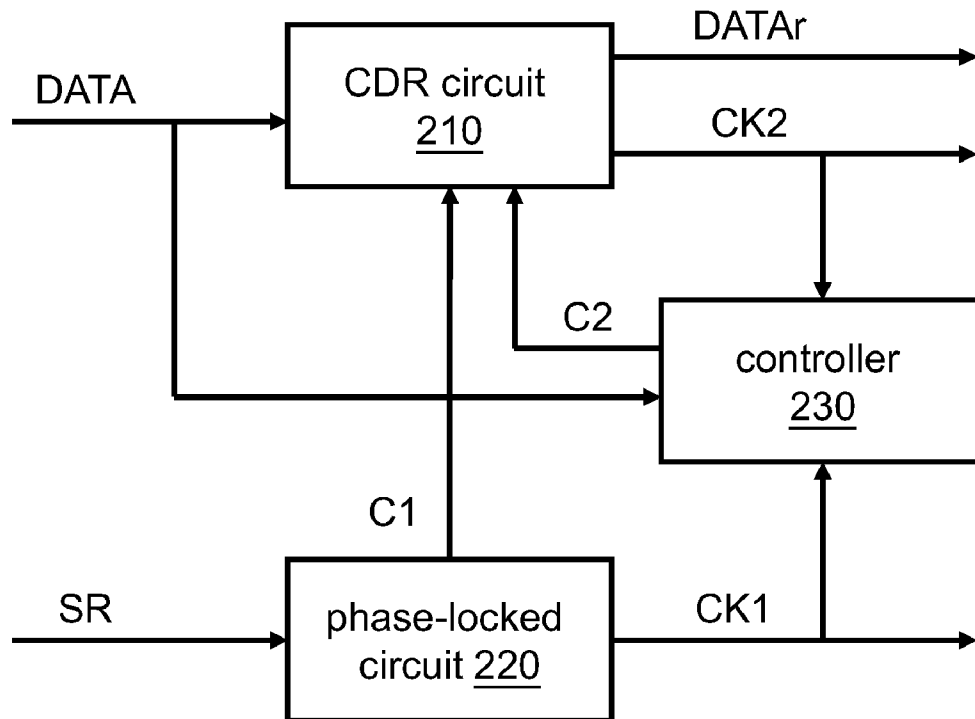 DATAr
CDR circuit
210
DATA
CK2
C2
controller
230
C1
SR
phase-locked
circuit 220
CK1